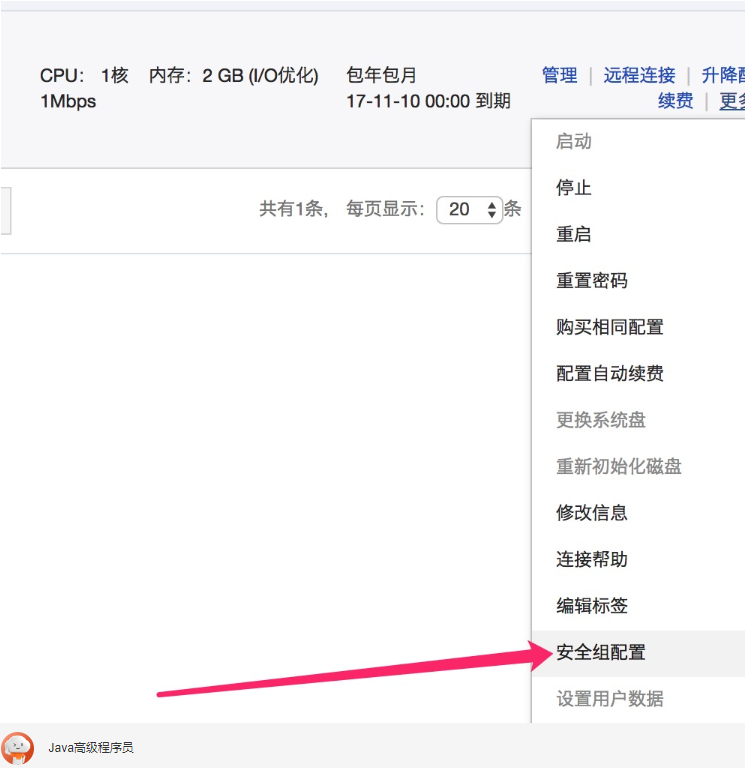 CPU： 1核 内存：2 GB (I/O优化) 包年包月 管理 | 远程连接 | 升降配
1Mbps 17-11-10 00:00 到期 续费 | 更多
启动
停止
共有1条， 每页显示： 20 条
重启
重置密码
购买相同配置
配置自动续费
更换系统盘
重新初始化磁盘
修改信息
连接帮助
编辑标签
安全组配置
设置用户数据
Java高级程序员